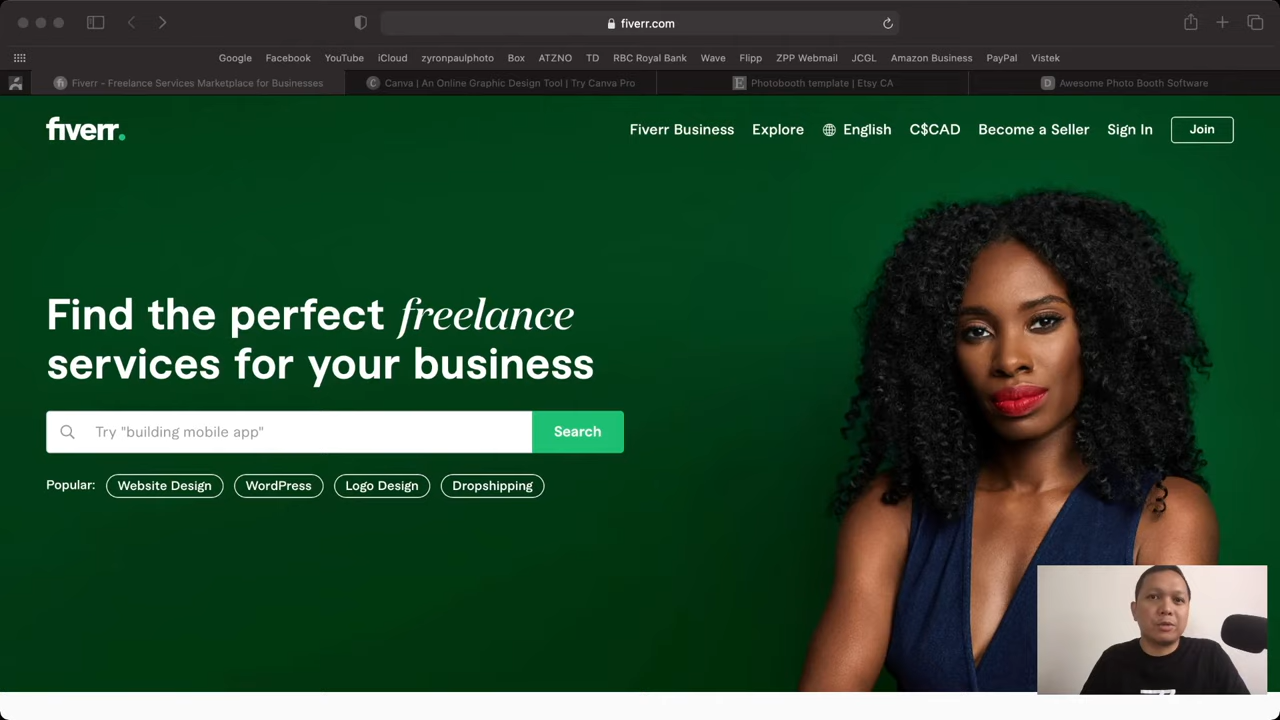 fiverr.com
Google Facebook YouTube iCloud zyronpaulphoto Box ATZNO TD RBC Royal Bank Wave Flipp ZPP Webmail JCGL Amazon Business PayPal Vistek
Fiverr - Freelance Services Marketplace for Businesses
Canva | An Online Graphic Design Tool | Try Canva Pro
Photobooth template | Etsy CA
Awesome Photo Booth Software
fiverr.
Fiverr Business Explore English C$CAD Become a Seller Sign In Join
Find the perfect freelance
services for your business
Try "building mobile app"
Search
Popular: Website Design WordPress Logo Design Dropshipping